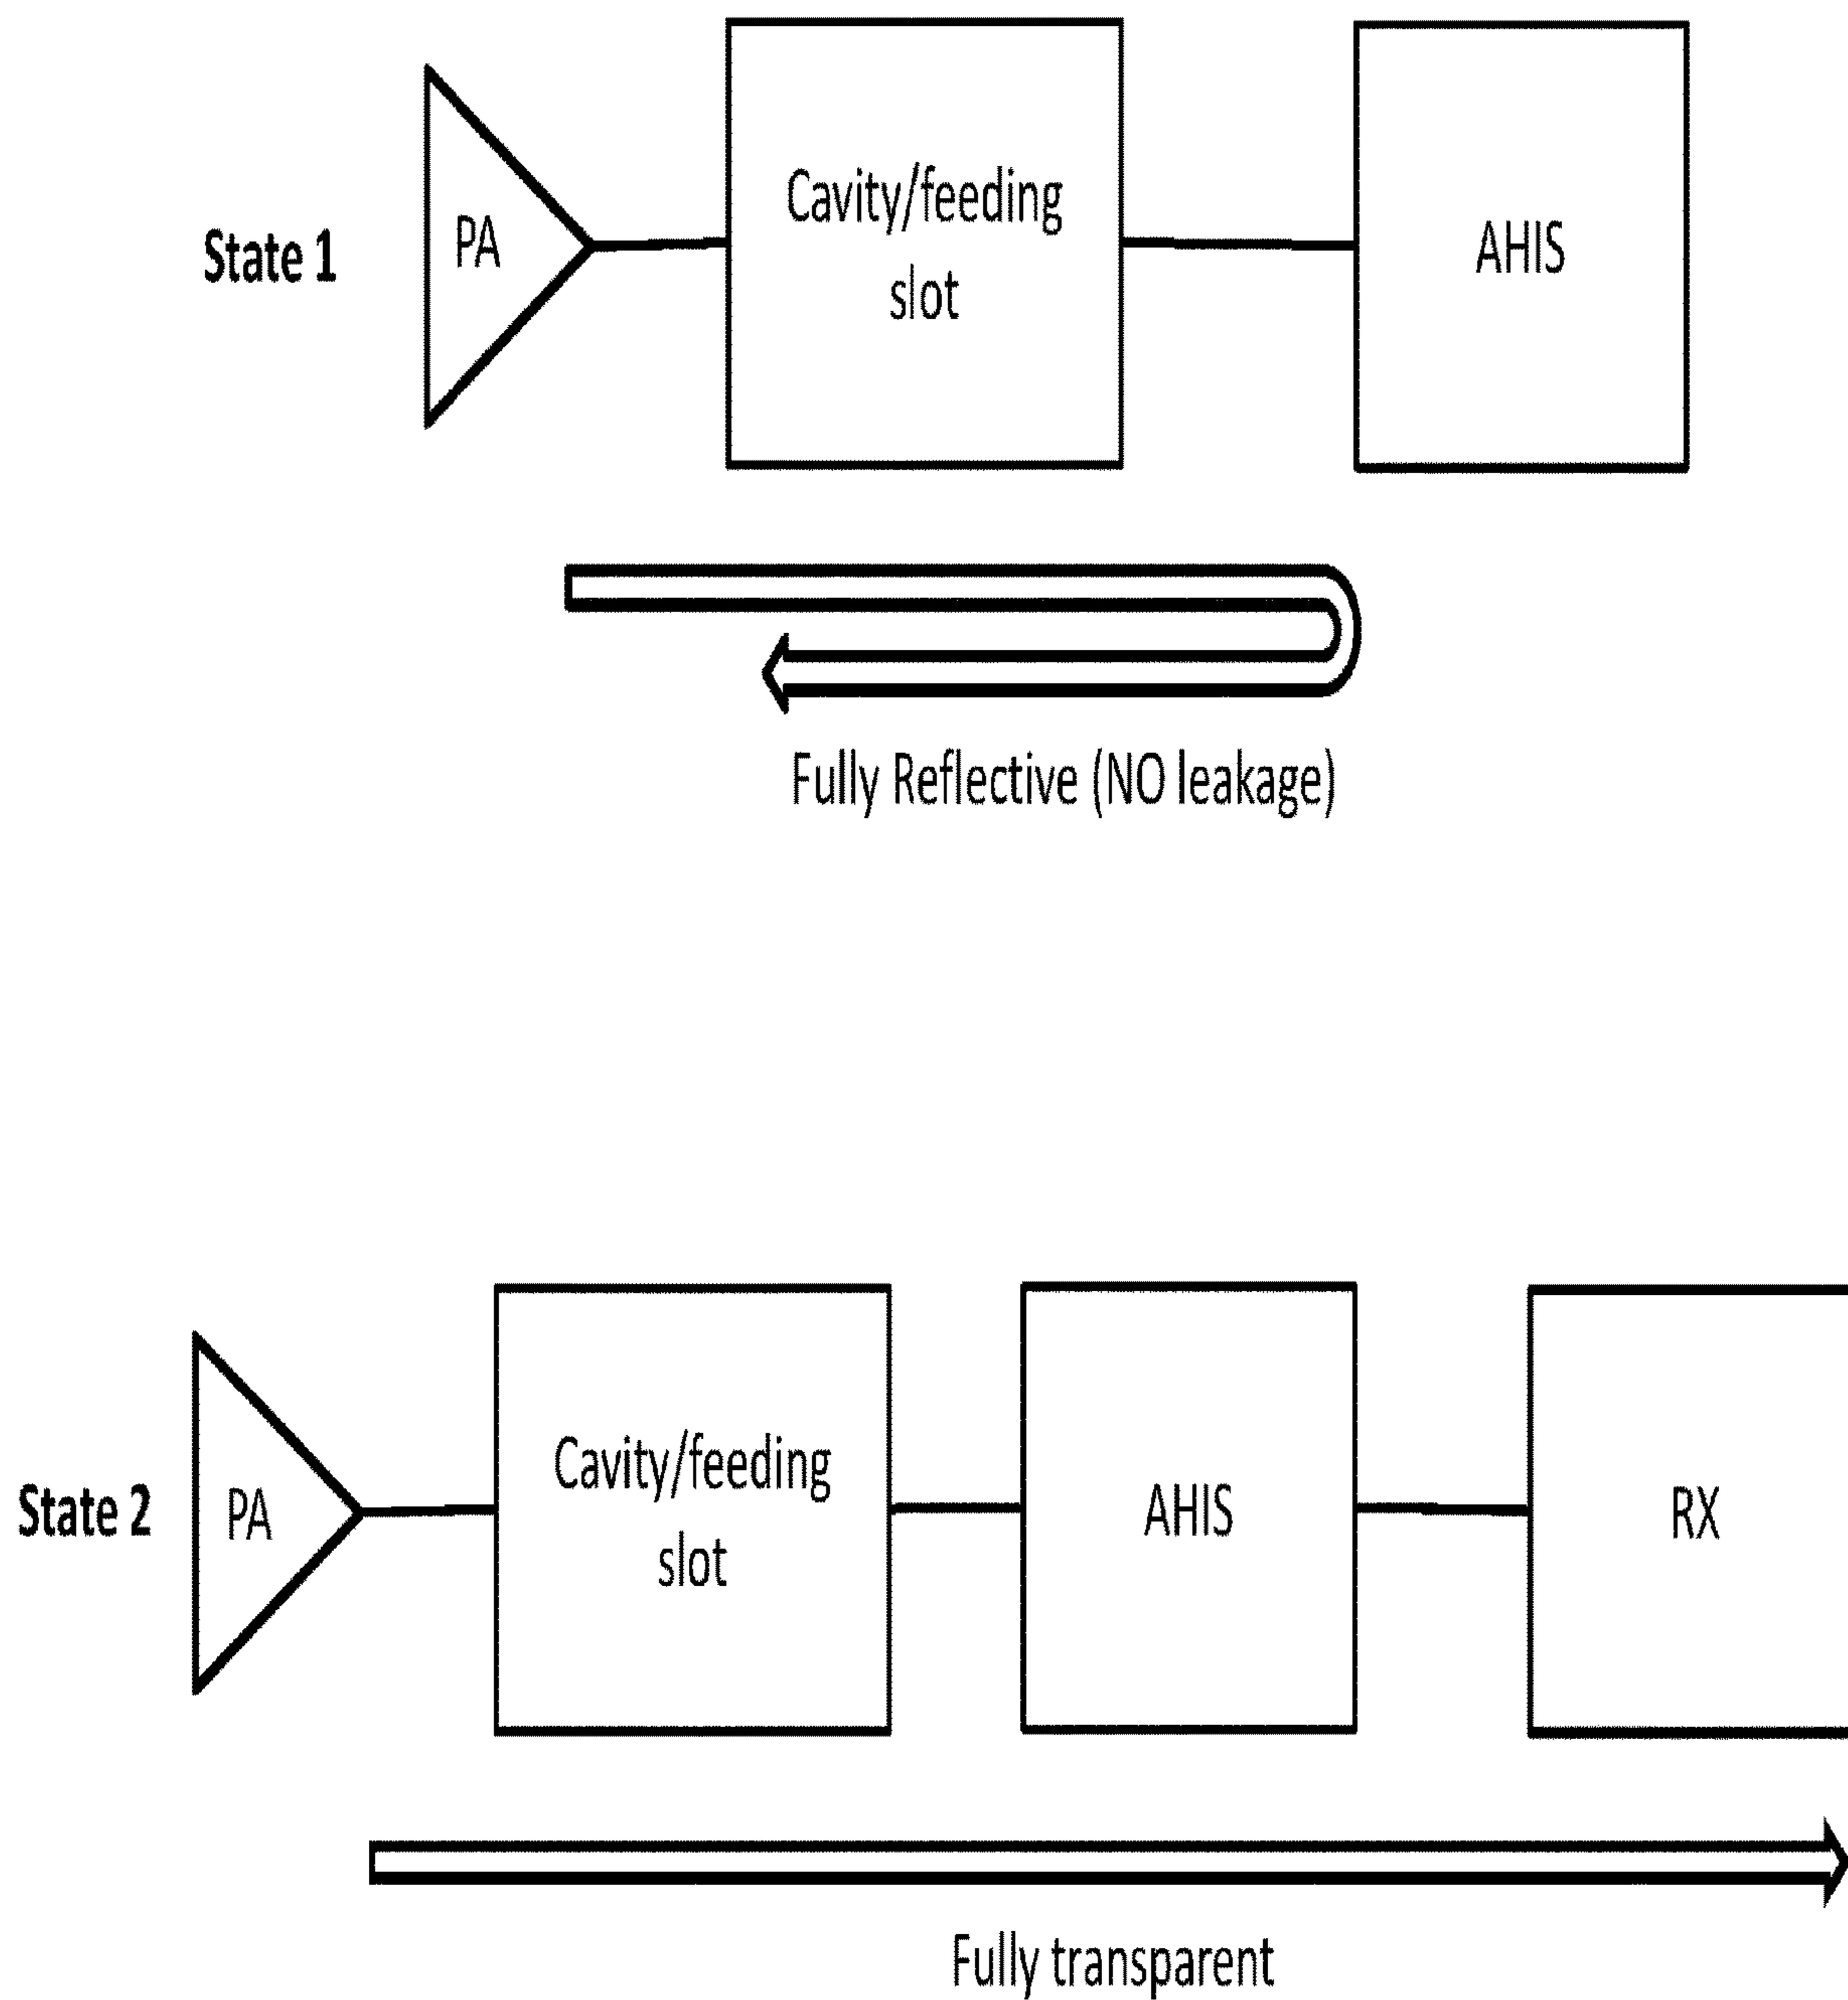 State 1
PA
Cavity/feeding
slot
AHIS
Fully Reflective (NO leakage)
State 2
PA
Cavity/feeding
slot
AHIS
RX
Fully transparent